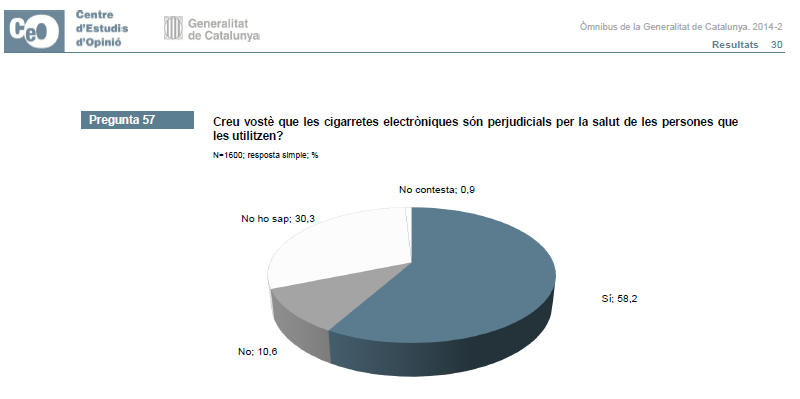 CEO
Centre
d'Estudis
d'Opinió
Generalitat
de Catalunya
Òmnibus de la Generalitat de Catalunya. 2014-2
Resultats 30
Pregunta 57
Creu vostè que les cigarretes electròniques són perjudicials per la salut de les persones que
les utilitzen?
N=1600; resposta simple; %
No contesta; 0,9
No ho sap; 30,3
Sí; 58,2
No; 10,6